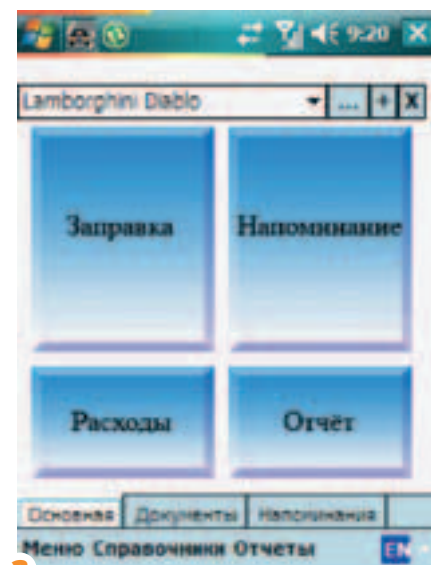 9:20
Lamborghini Diablo ... + X
Заправка Напоминание
Расходы Отчёт
Основная Документы Напоминания
Меню Справочники Отчеты EN